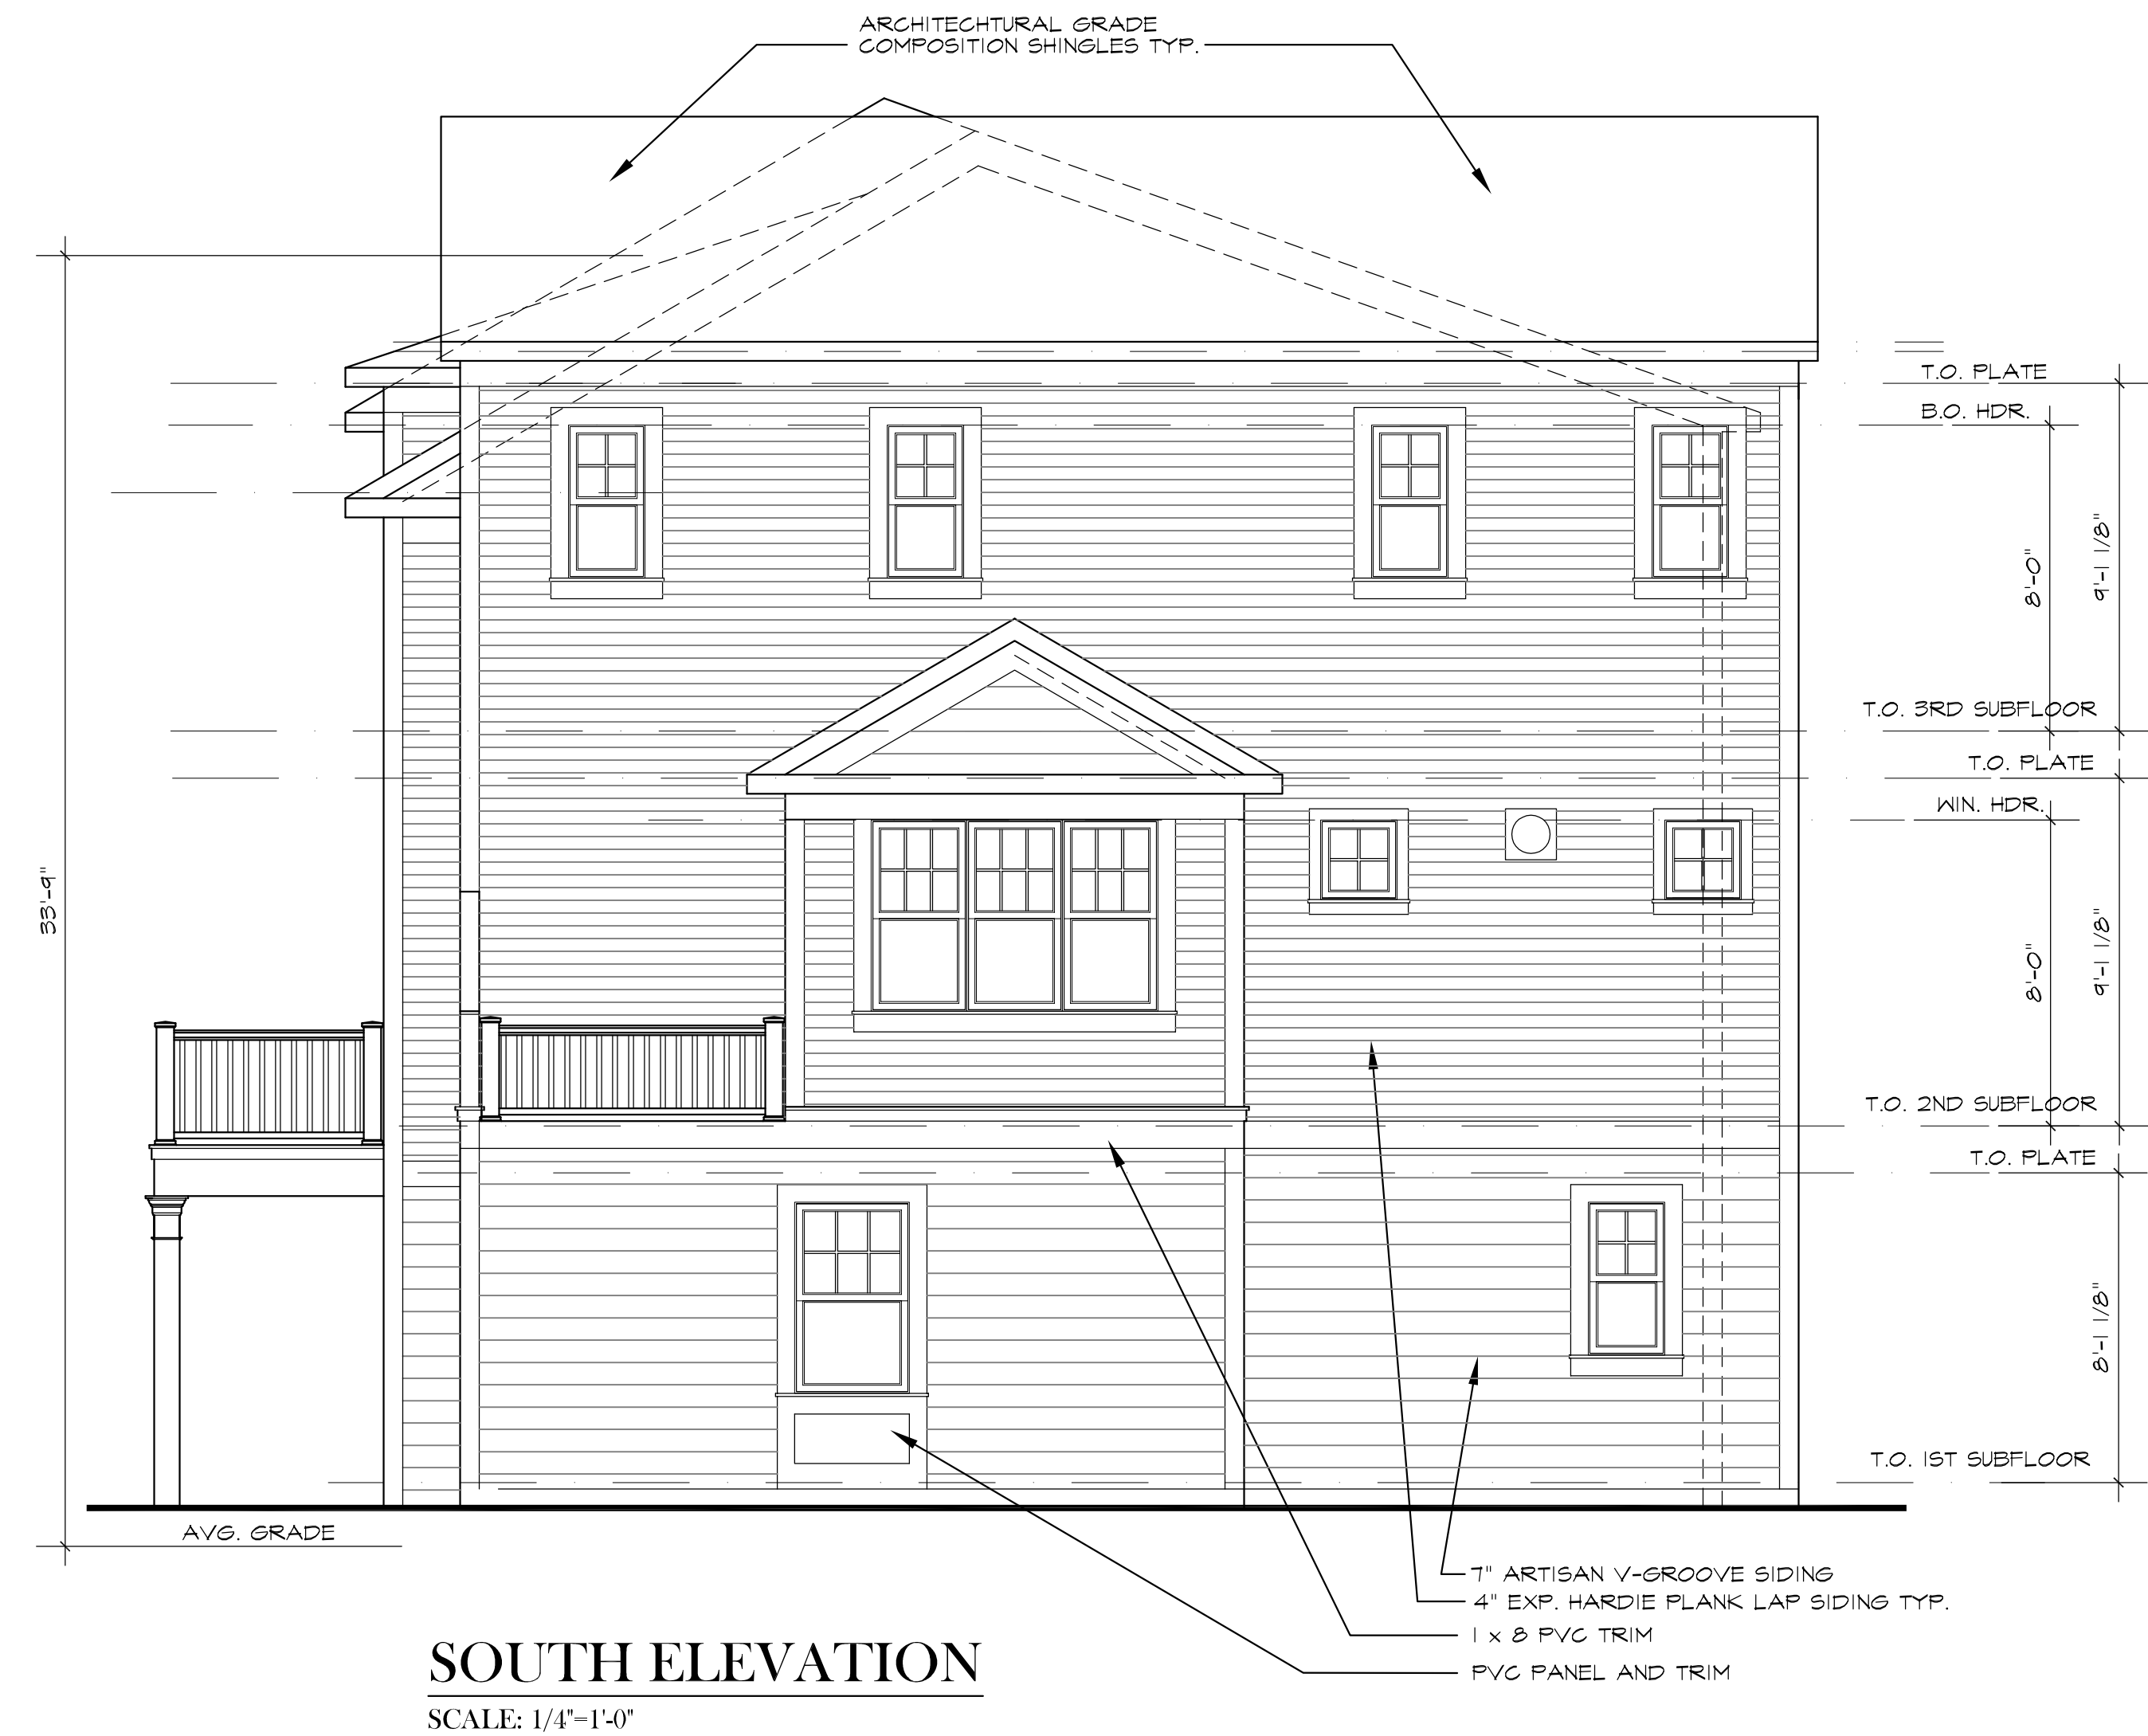 ARCHITECHTURAL GRADE
COMPOSITION SHINGLES TYP.
T.O. PLATE
B.O. HDR.
8'-0"
9'-1 1/8"
T.O. 3RD SUBFLOOR
T.O. PLATE
WIN. HDR.
33'-9"
8'-0"
9'-1 1/8"
T.O. 2ND SUBFLOOR
T.O. PLATE
8'-1 1/8"
T.O. 1ST SUBFLOOR
AVG. GRADE
7" ARTISAN V-GROOVE SIDING
4" EXP. HARDIE PLANK LAP SIDING TYP.
1 x 8 PVC TRIM
PVC PANEL AND TRIM
SOUTH ELEVATION
SCALE: 1/4"=1'-0"